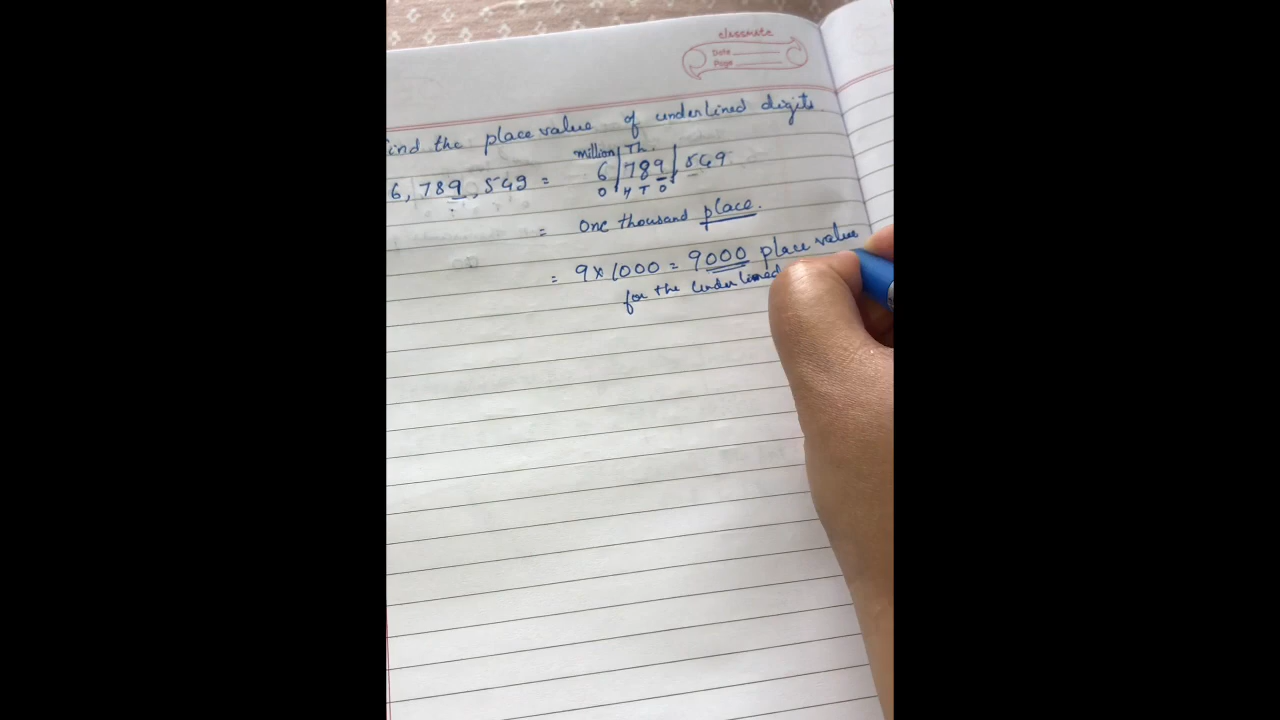 classmate
Date
Page
ind the place value of underlined digits.
million Th.
6, 789, 549 = 6 789 549
O H T O
= One thousand place.
= 9 x 1000 = 9000 place value
for the underlined